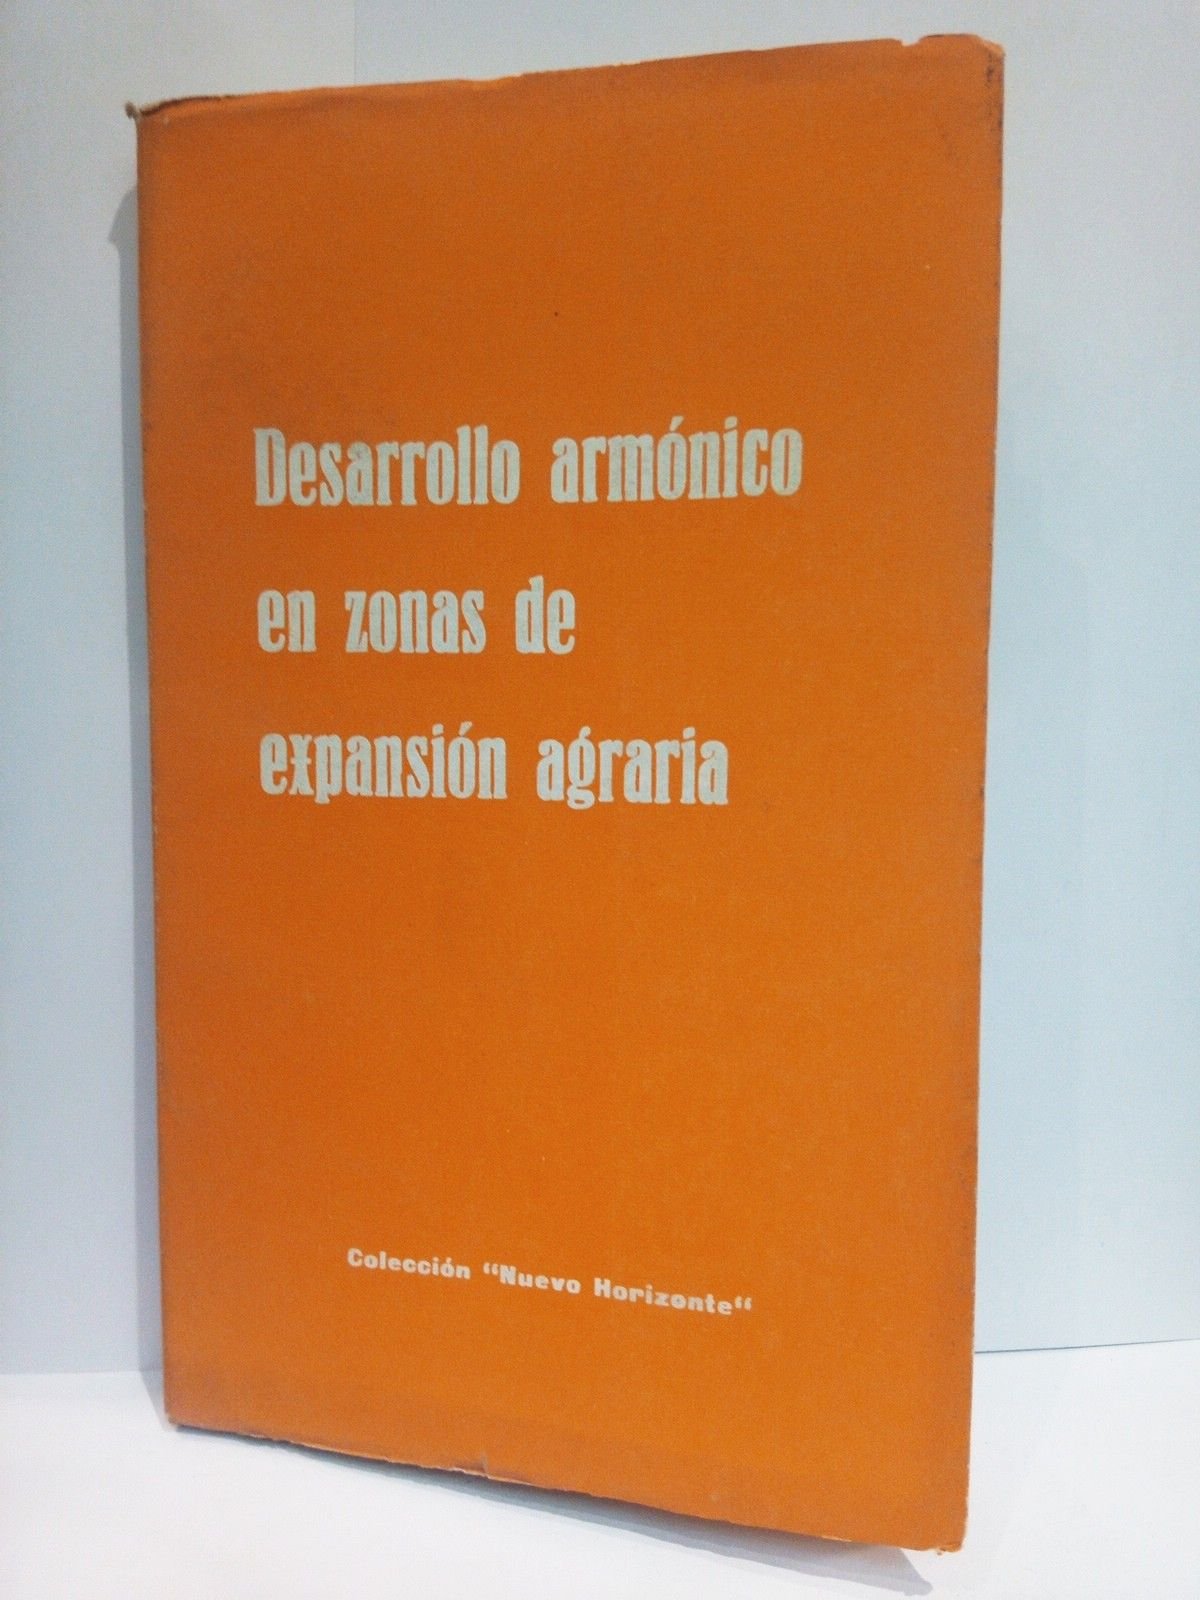 Desarrollo armónico
en zonas de
expansión agraria
Colección “Nuevo Horizonte“